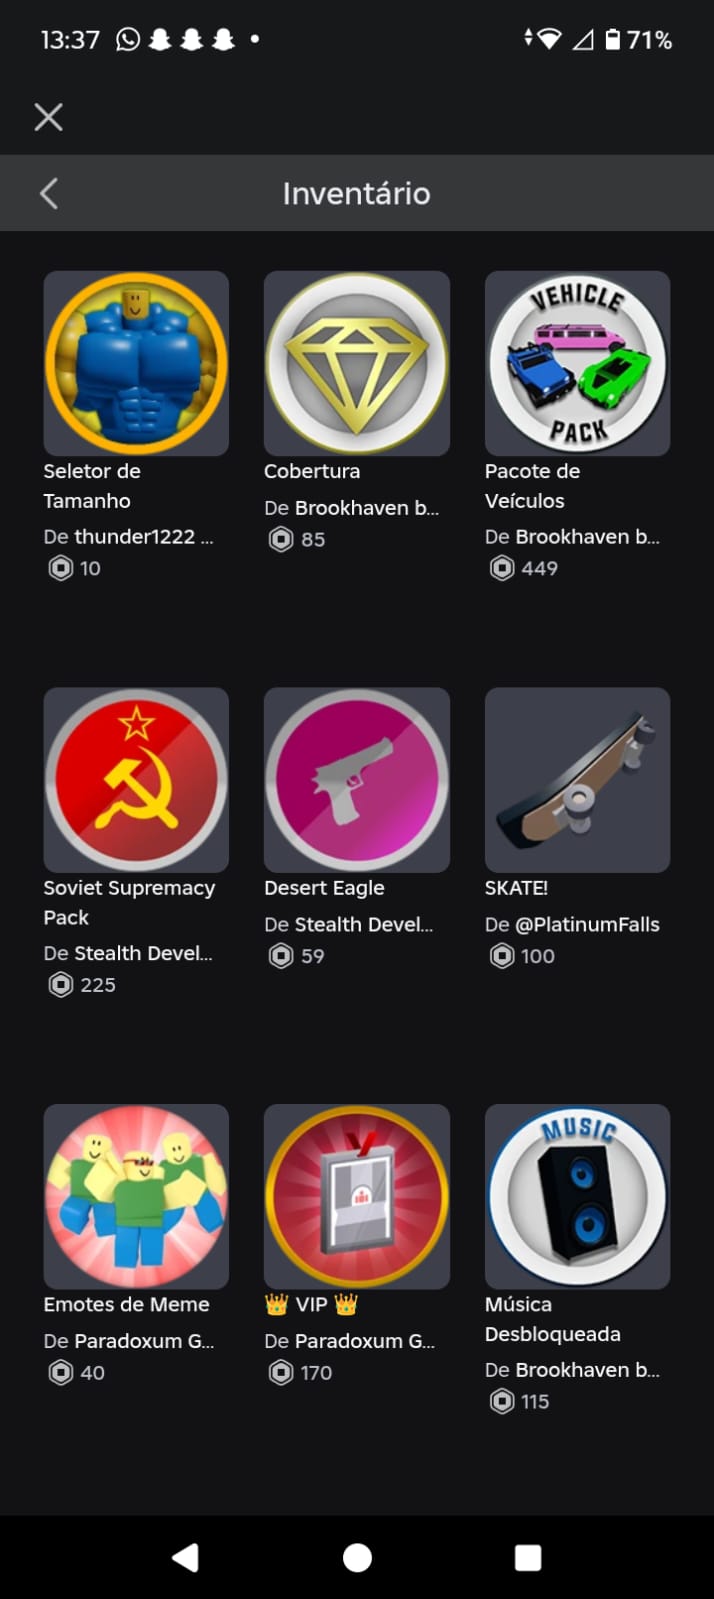 13:37
71%
Inventário
VEHICLE
PACK
Seletor de
Tamanho
De thunder1222 ...
10
Cobertura
De Brookhaven b...
85
Pacote de
Veículos
De Brookhaven b...
449
Soviet Supremacy
Pack
De Stealth Devel...
225
Desert Eagle
De Stealth Devel...
59
SKATE!
De @PlatinumFalls
100
MUSIC
Emotes de Meme
De Paradoxum G...
40
👑 VIP 👑
De Paradoxum G...
170
Música
Desbloqueada
De Brookhaven b...
115